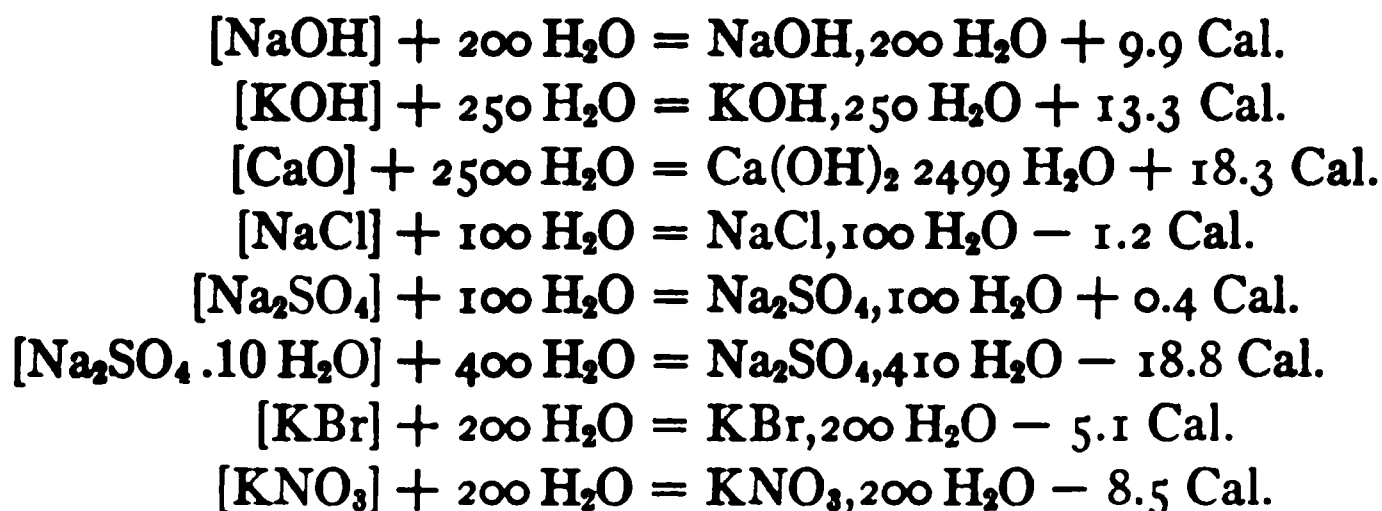 [NaOH] + 200 H₂O = NaOH,200 H₂O + 9.9 Cal.
[KOH] + 250 H₂O = KOH,250 H₂O + 13.3 Cal.
[CaO] + 2500 H₂O = Ca(OH)₂ 2499 H₂O + 18.3 Cal.
[NaCl] + 100 H₂O = NaCl,100 H₂O − 1.2 Cal.
[Na₂SO₄] + 100 H₂O = Na₂SO₄,100 H₂O + 0.4 Cal.
[Na₂SO₄.10 H₂O] + 400 H₂O = Na₂SO₄,410 H₂O − 18.8 Cal.
[KBr] + 200 H₂O = KBr,200 H₂O − 5.1 Cal.
[KNO₃] + 200 H₂O = KNO₃,200 H₂O − 8.5 Cal.